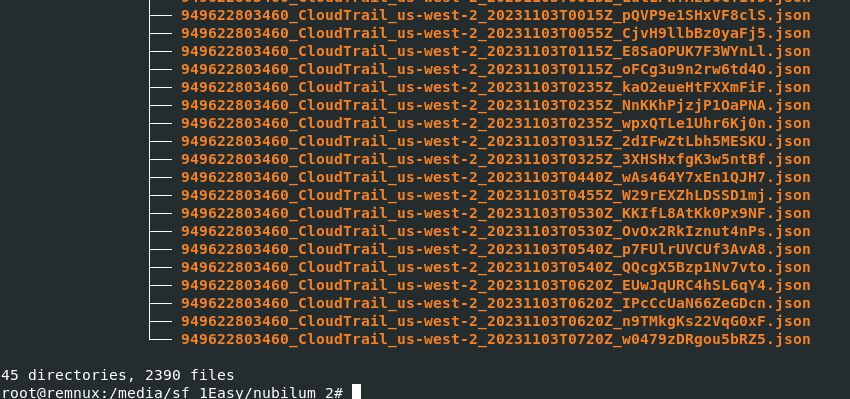 949622803460_CloudTrail_us-west-2_20231103T0015Z_pQVP9e1SHxVF8clS.json
949622803460_CloudTrail_us-west-2_20231103T0055Z_CjvH9llbBz0yaFj5.json
949622803460_CloudTrail_us-west-2_20231103T0115Z_E8SaOPUK7F3WYnLl.json
949622803460_CloudTrail_us-west-2_20231103T0115Z_oFCg3u9n2rw6td4O.json
949622803460_CloudTrail_us-west-2_20231103T0235Z_kaO2eueHtFXXmFiF.json
949622803460_CloudTrail_us-west-2_20231103T0235Z_NnKKhPjzjP1OaPNA.json
949622803460_CloudTrail_us-west-2_20231103T0235Z_wpxQTLe1Uhr6Kj0n.json
949622803460_CloudTrail_us-west-2_20231103T0315Z_2dIFwZtLbh5MESKU.json
949622803460_CloudTrail_us-west-2_20231103T0325Z_3XHSHxfgK3w5ntBf.json
949622803460_CloudTrail_us-west-2_20231103T0440Z_wAs464Y7xEn1QJH7.json
949622803460_CloudTrail_us-west-2_20231103T0455Z_W29rEXZhLDSSD1mj.json
949622803460_CloudTrail_us-west-2_20231103T0530Z_KKIfL8AtKk0Px9NF.json
949622803460_CloudTrail_us-west-2_20231103T0530Z_OvOx2RkIznut4nPs.json
949622803460_CloudTrail_us-west-2_20231103T0540Z_p7FUlrUVCUf3AvA8.json
949622803460_CloudTrail_us-west-2_20231103T0540Z_QQcgX5Bzp1Nv7vto.json
949622803460_CloudTrail_us-west-2_20231103T0620Z_EUwJqURC4hSL6qY4.json
949622803460_CloudTrail_us-west-2_20231103T0620Z_IPcCcUaN66ZeGDcn.json
949622803460_CloudTrail_us-west-2_20231103T0620Z_n9TMkgKs22VqG0xF.json
949622803460_CloudTrail_us-west-2_20231103T0720Z_w0479zDRgou5bRZ5.json
45 directories, 2390 files
root@remnux:/media/sf_1Easy/nubilum_2#